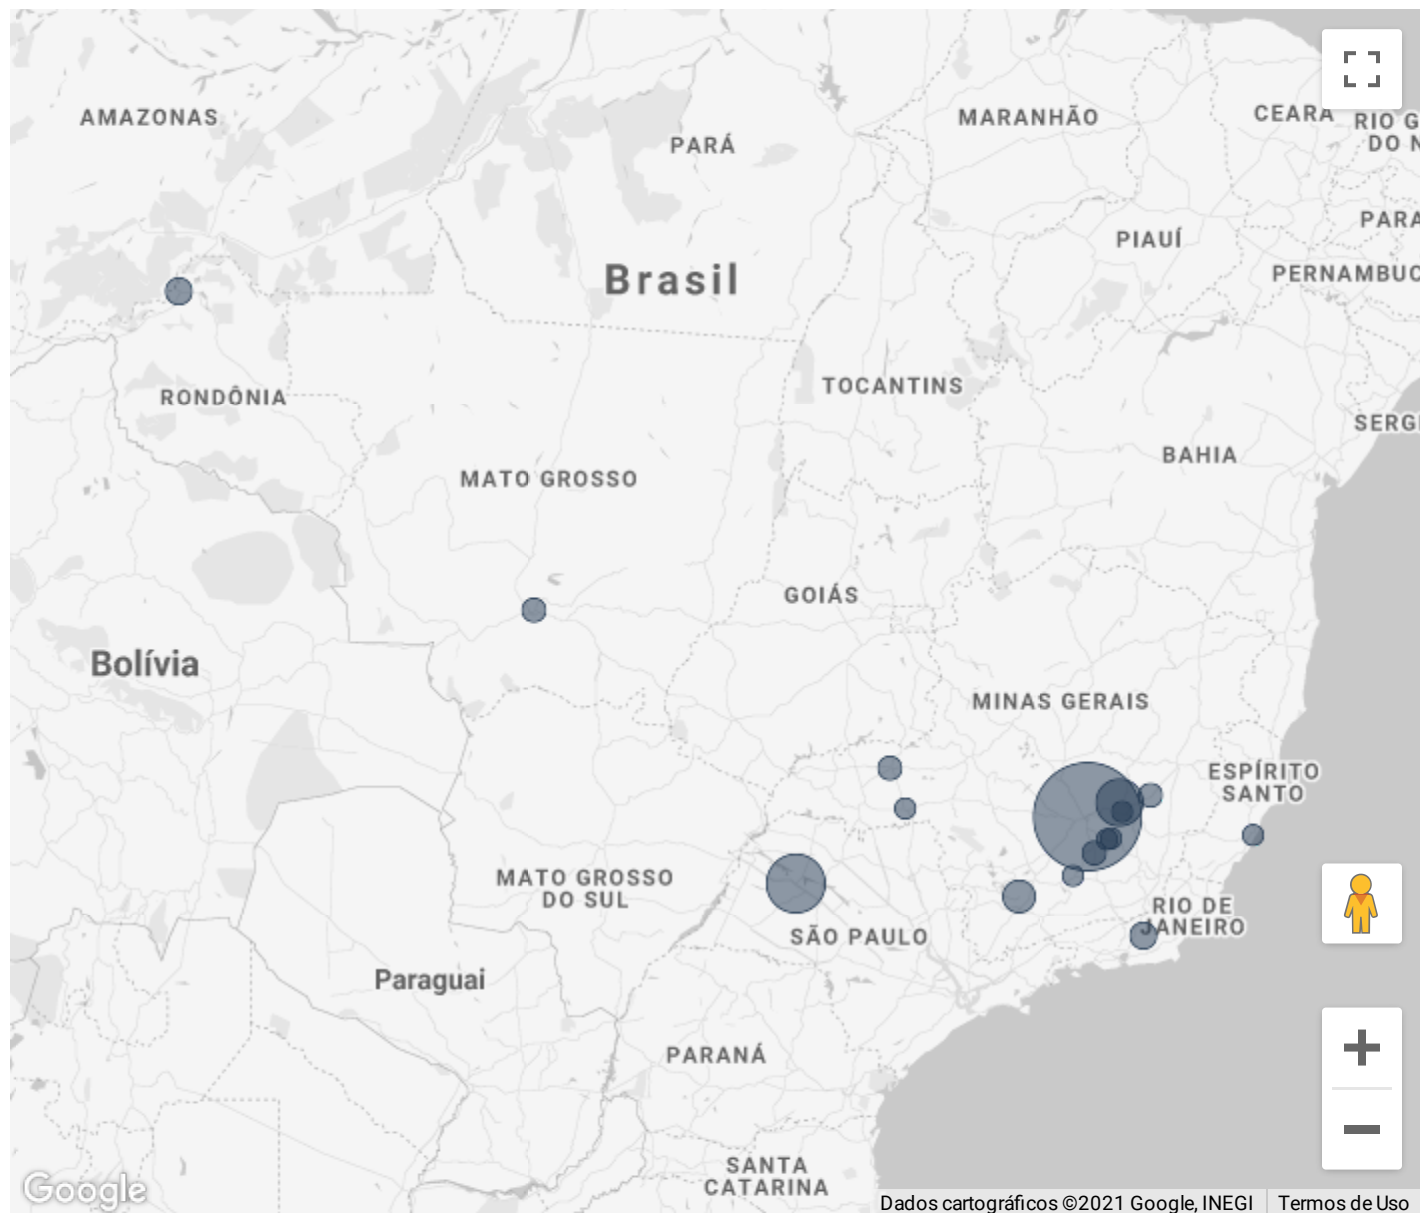 AMAZONAS
PARÁ
MARANHÃO
CEARÁ
RIO G
DO N
PARA
PIAUÍ
PERNAMBUC
Brasil
RONDÔNIA
TOCANTINS
SERGI
BAHIA
MATO GROSSO
GOIÁS
Bolívia
MINAS GERAIS
ESPÍRITO
SANTO
MATO GROSSO
DO SUL
RIO DE
JANEIRO
SÃO PAULO
Paraguai
PARANÁ
SANTA
CATARINA
Google
Dados cartográficos ©2021 Google, INEGI
Termos de Uso